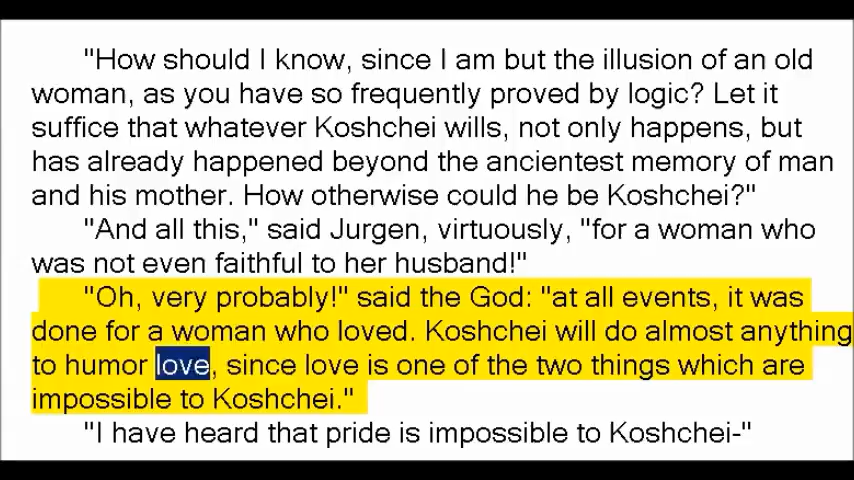 "How should I know, since I am but the illusion of an old
woman, as you have so frequently proved by logic? Let it
suffice that whatever Koshchei wills, not only happens, but
has already happened beyond the ancientest memory of man
and his mother. How otherwise could he be Koshchei?"
"And all this," said Jurgen, virtuously, "for a woman who
was not even faithful to her husband!"
"Oh, very probably!" said the God: "at all events, it was
done for a woman who loved. Koshchei will do almost anything
to humor love, since love is one of the two things which are
impossible to Koshchei."
"I have heard that pride is impossible to Koshchei-"